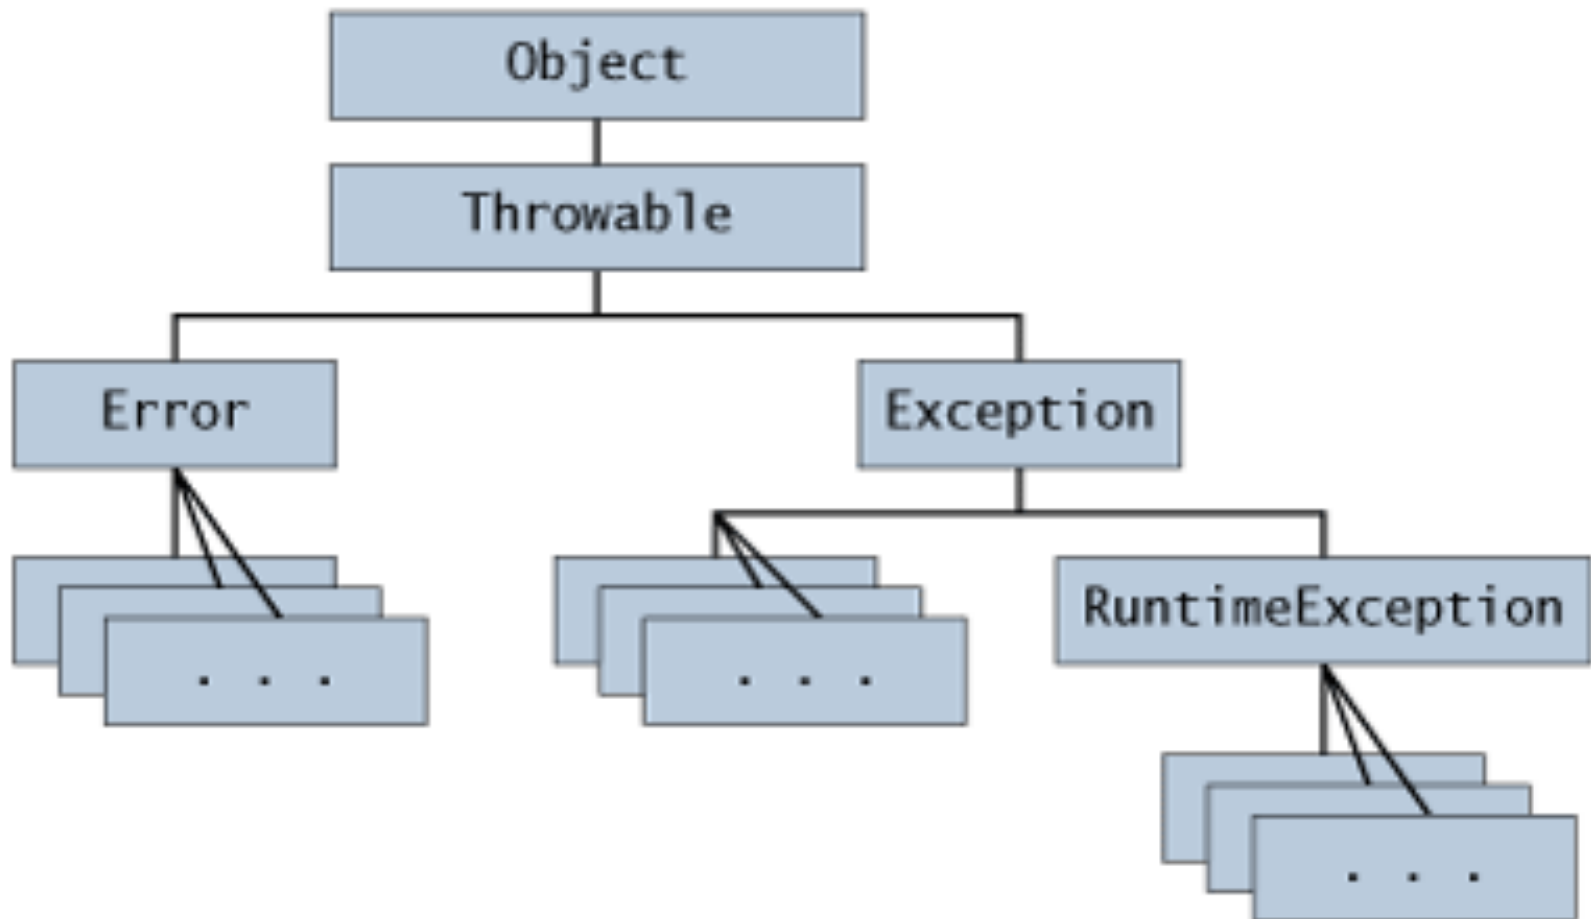 Object
Throwable
Error
Exception
. . .
. . .
RuntimeException
. . .